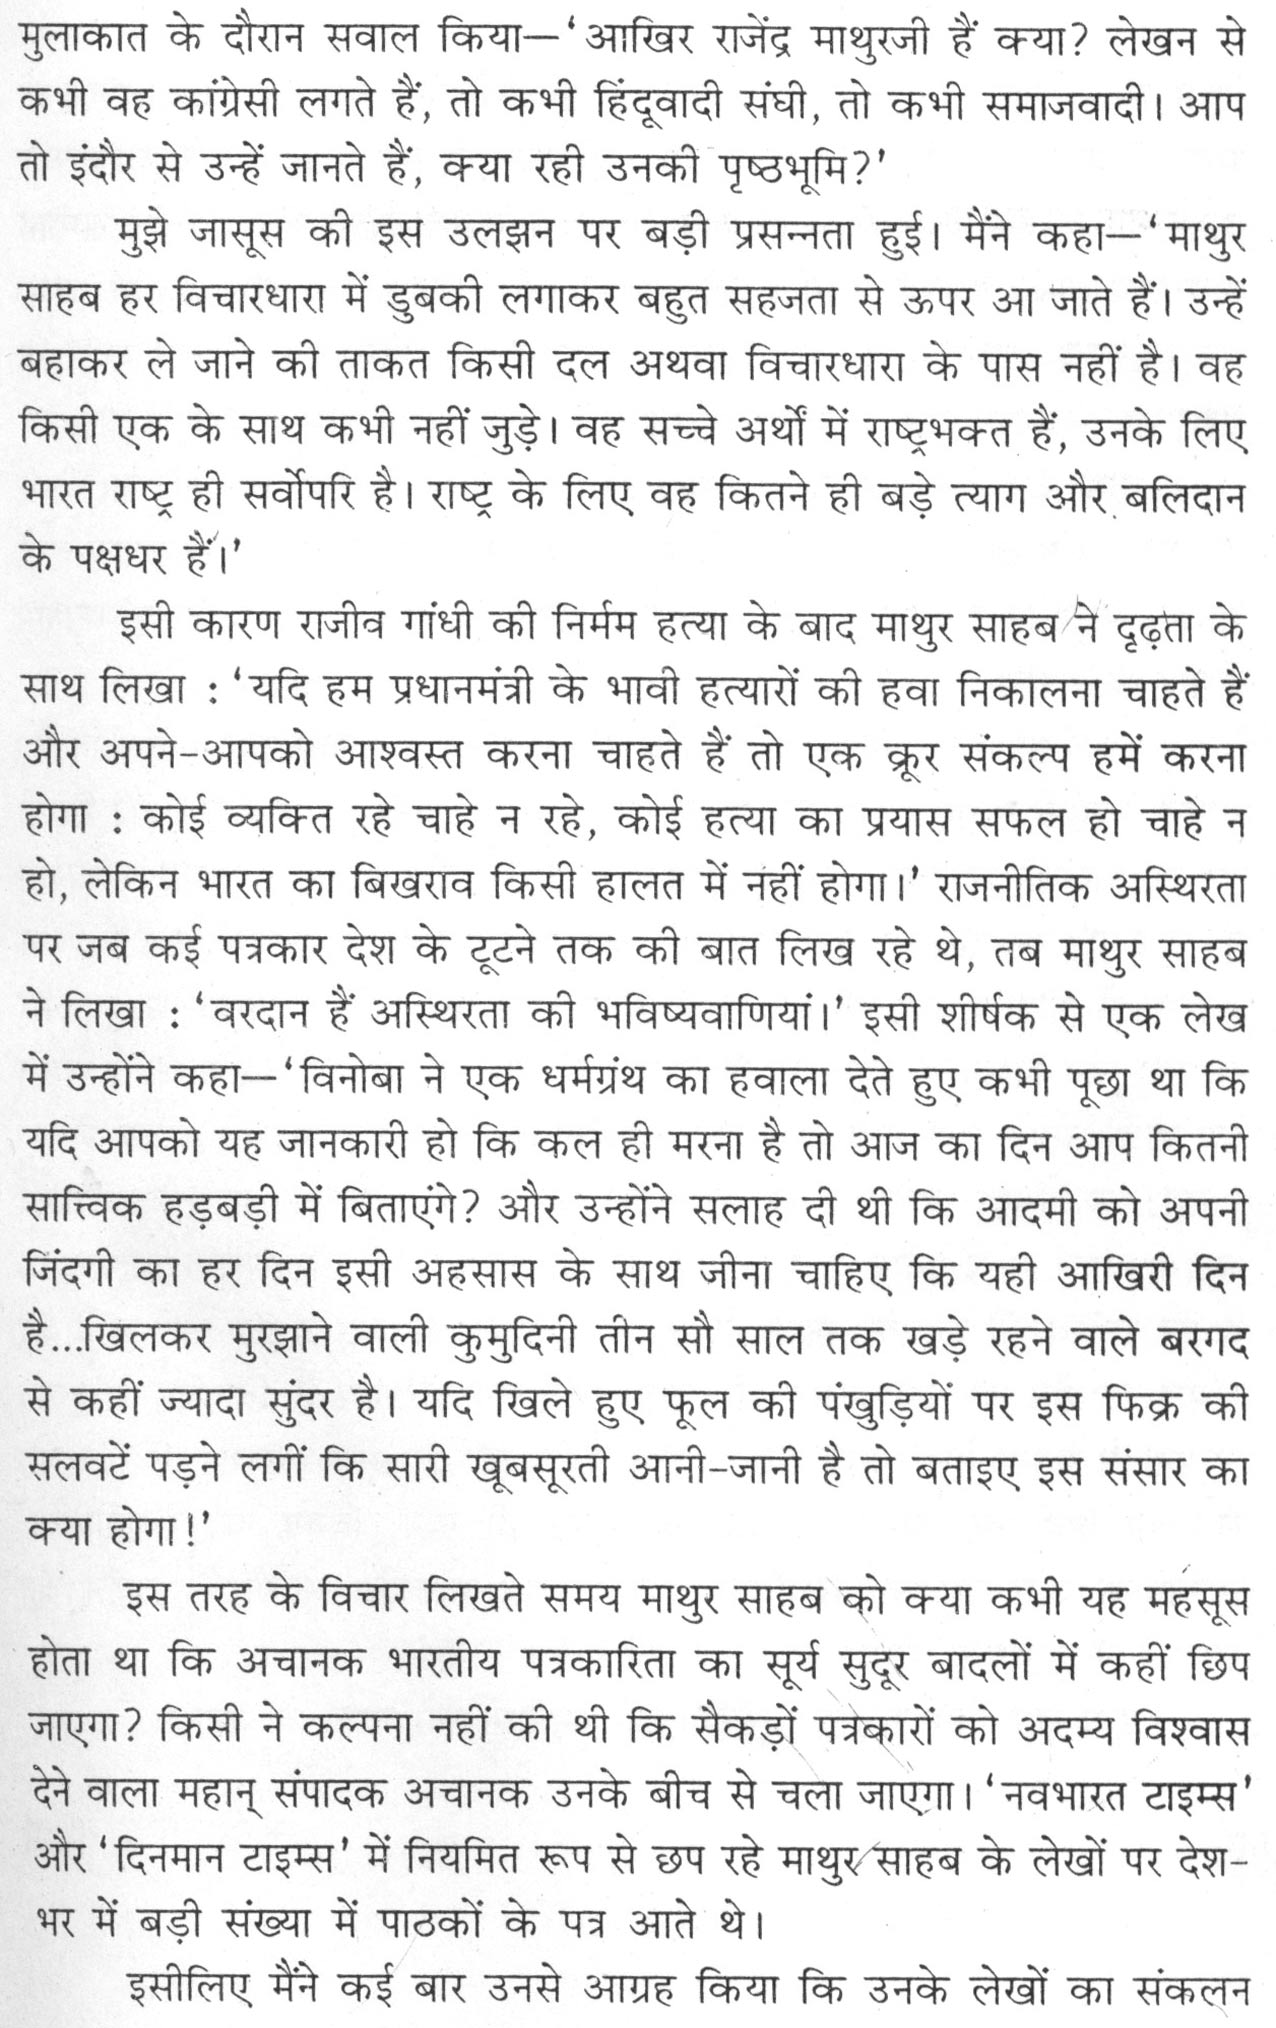 मुलाकात के दौरान सवाल किया—‘आखिर राजेंद्र माथुरजी हैं क्या? लेखन से
कभी वह कांग्रेसी लगते हैं, तो कभी हिंदूवादी संघी, तो कभी समाजवादी। आप
तो इंदौर से उन्हें जानते हैं, क्या रही उनकी पृष्ठभूमि?’
मुझे जासूस की इस उलझन पर बड़ी प्रसन्नता हुई। मैंने कहा—‘माथुर
साहब हर विचारधारा में डुबकी लगाकर बहुत सहजता से ऊपर आ जाते हैं। उन्हें
बहाकर ले जाने की ताकत किसी दल अथवा विचारधारा के पास नहीं है। वह
किसी एक के साथ कभी नहीं जुड़े। वह सच्चे अर्थों में राष्ट्रभक्त हैं, उनके लिए
भारत राष्ट्र ही सर्वोपरि है। राष्ट्र के लिए वह कितने ही बड़े त्याग और बलिदान
के पक्षधर हैं।’
इसी कारण राजीव गांधी की निर्मम हत्या के बाद माथुर साहब ने दृढ़ता के
साथ लिखा : ‘यदि हम प्रधानमंत्री के भावी हत्यारों की हवा निकालना चाहते हैं
और अपने-आपको आश्वस्त करना चाहते हैं तो एक क्रूर संकल्प हमें करना
होगा : कोई व्यक्ति रहे चाहे न रहे, कोई हत्या का प्रयास सफल हो चाहे न
हो, लेकिन भारत का बिखराव किसी हालत में नहीं होगा।’ राजनीतिक अस्थिरता
पर जब कई पत्रकार देश के टूटने तक की बात लिख रहे थे, तब माथुर साहब
ने लिखा : ‘वरदान हैं अस्थिरता की भविष्यवाणियां।’ इसी शीर्षक से एक लेख
में उन्होंने कहा—‘विनोबा ने एक धर्मग्रंथ का हवाला देते हुए कभी पूछा था कि
यदि आपको यह जानकारी हो कि कल ही मरना है तो आज का दिन आप कितनी
सात्त्विक हड़बड़ी में बिताएंगे? और उन्होंने सलाह दी थी कि आदमी को अपनी
जिंदगी का हर दिन इसी अहसास के साथ जीना चाहिए कि यही आखिरी दिन
है...खिलकर मुरझाने वाली कुमुदिनी तीन सौ साल तक खड़े रहने वाले बरगद
से कहीं ज्यादा सुंदर है। यदि खिले हुए फूल की पंखुड़ियों पर इस फिक्र की
सलवटें पड़ने लगीं कि सारी खूबसूरती आनी-जानी है तो बताइए इस संसार का
क्या होगा!’
इस तरह के विचार लिखते समय माथुर साहब को क्या कभी यह महसूस
होता था कि अचानक भारतीय पत्रकारिता का सूर्य सुदूर बादलों में कहीं छिप
जाएगा? किसी ने कल्पना नहीं की थी कि सैकड़ों पत्रकारों को अदम्य विश्वास
देने वाला महान् संपादक अचानक उनके बीच से चला जाएगा। ‘नवभारत टाइम्स’
और ‘दिनमान टाइम्स’ में नियमित रूप से छप रहे माथुर साहब के लेखों पर देश-
भर में बड़ी संख्या में पाठकों के पत्र आते थे।
इसीलिए मैंने कई बार उनसे आग्रह किया कि उनके लेखों का संकलन